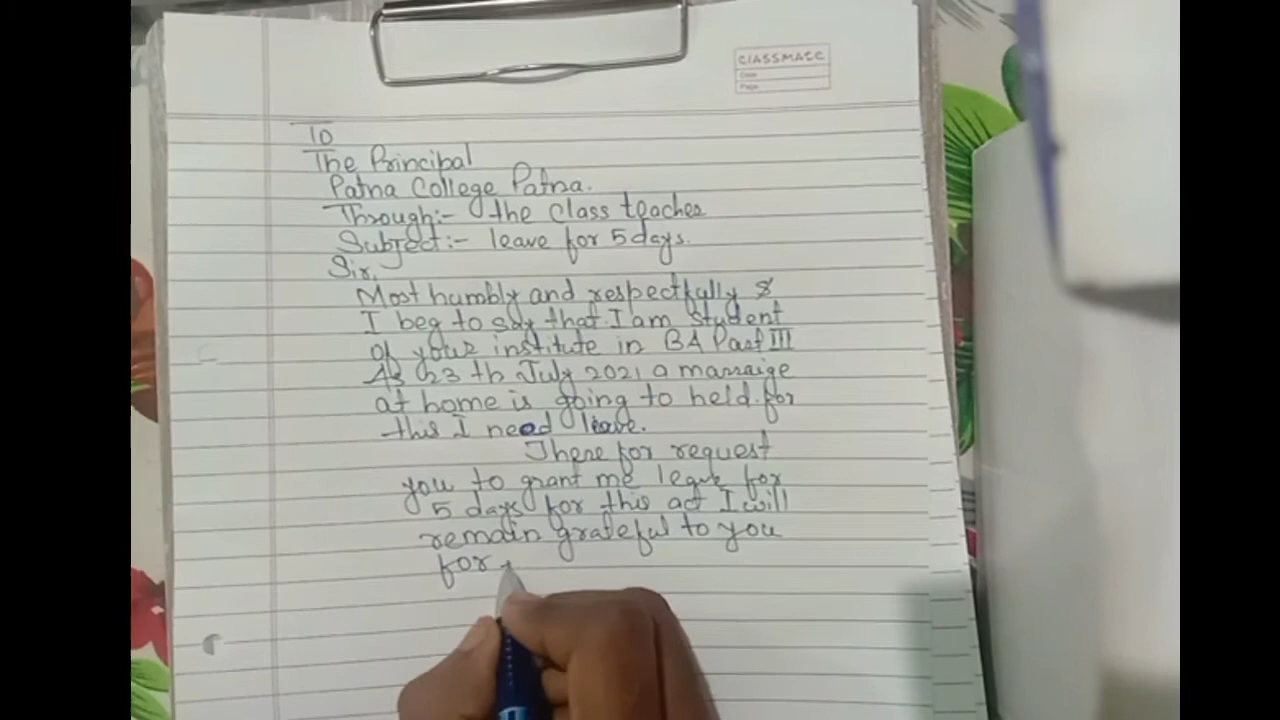 CLASSMATE
Date
Page
To
The Principal
Patna College Patna.
Through:- the class teacher
Subject:- leave for 5 days.
Sir,
Most humbly and respectfully &
I beg to say that I am student
of your institute in BA Part III
As 23 th July 2021 a marraige
at home is going to held for
this I need leave.
There for request
you to grant me leave for
5 days for this act I will
remain grateful to you
for